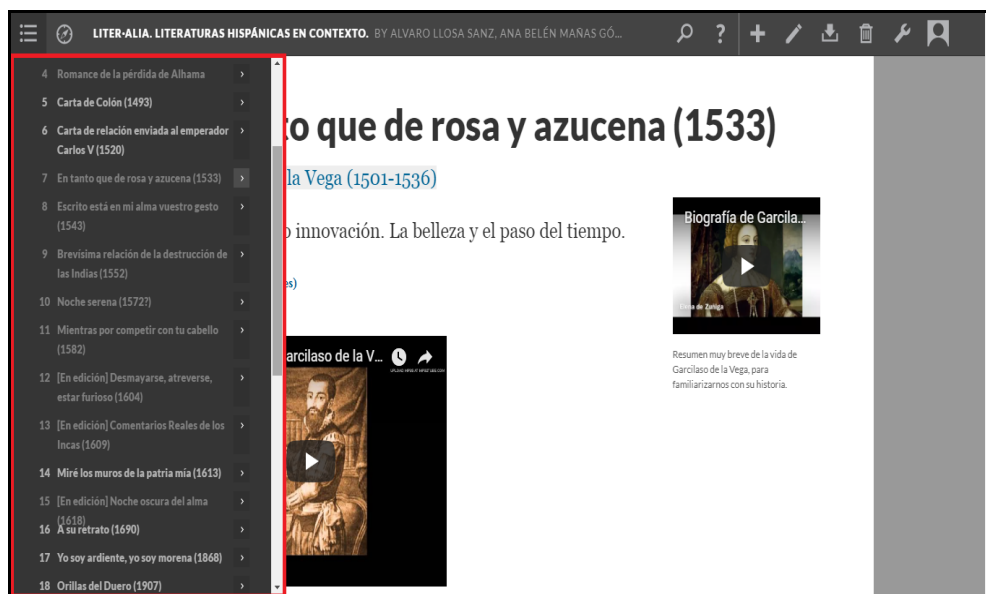 LITER•ALIA. LITERATURAS HISPÁNICAS EN CONTEXTO. BY ALVARO LLOSA SANZ, ANA BELÉN MAÑAS GÓ...
4 Romance de la pérdida de Alhama
5 Carta de Colón (1493)
6 Carta de relación enviada al emperador
Carlos V (1520)
7 En tanto que de rosa y azucena (1533)
8 Escrito está en mi alma vuestro gesto
(1543)
9 Brevísima relación de la destrucción de
las Indias (1552)
10 Noche serena (1572?)
11 Mientras por competir con tu cabello
(1582)
12 [En edición] Desmayarse, atreverse,
estar furioso (1604)
13 [En edición] Comentarios Reales de los
Incas (1609)
14 Miré los muros de la patria mía (1613)
15 [En edición] Noche oscura del alma
(1618)
16 A su retrato (1690)
17 Yo soy ardiente, yo soy morena (1868)
18 Orillas del Duero (1907)
to que de rosa y azucena (1533)
la Vega (1501-1536)
o innovación. La belleza y el paso del tiempo.
es)
arcilaso de la V...
Biografía de Garcila...
Resumen muy breve de la vida de
Garcilaso de la Vega, para
familiarizarnos con su historia.